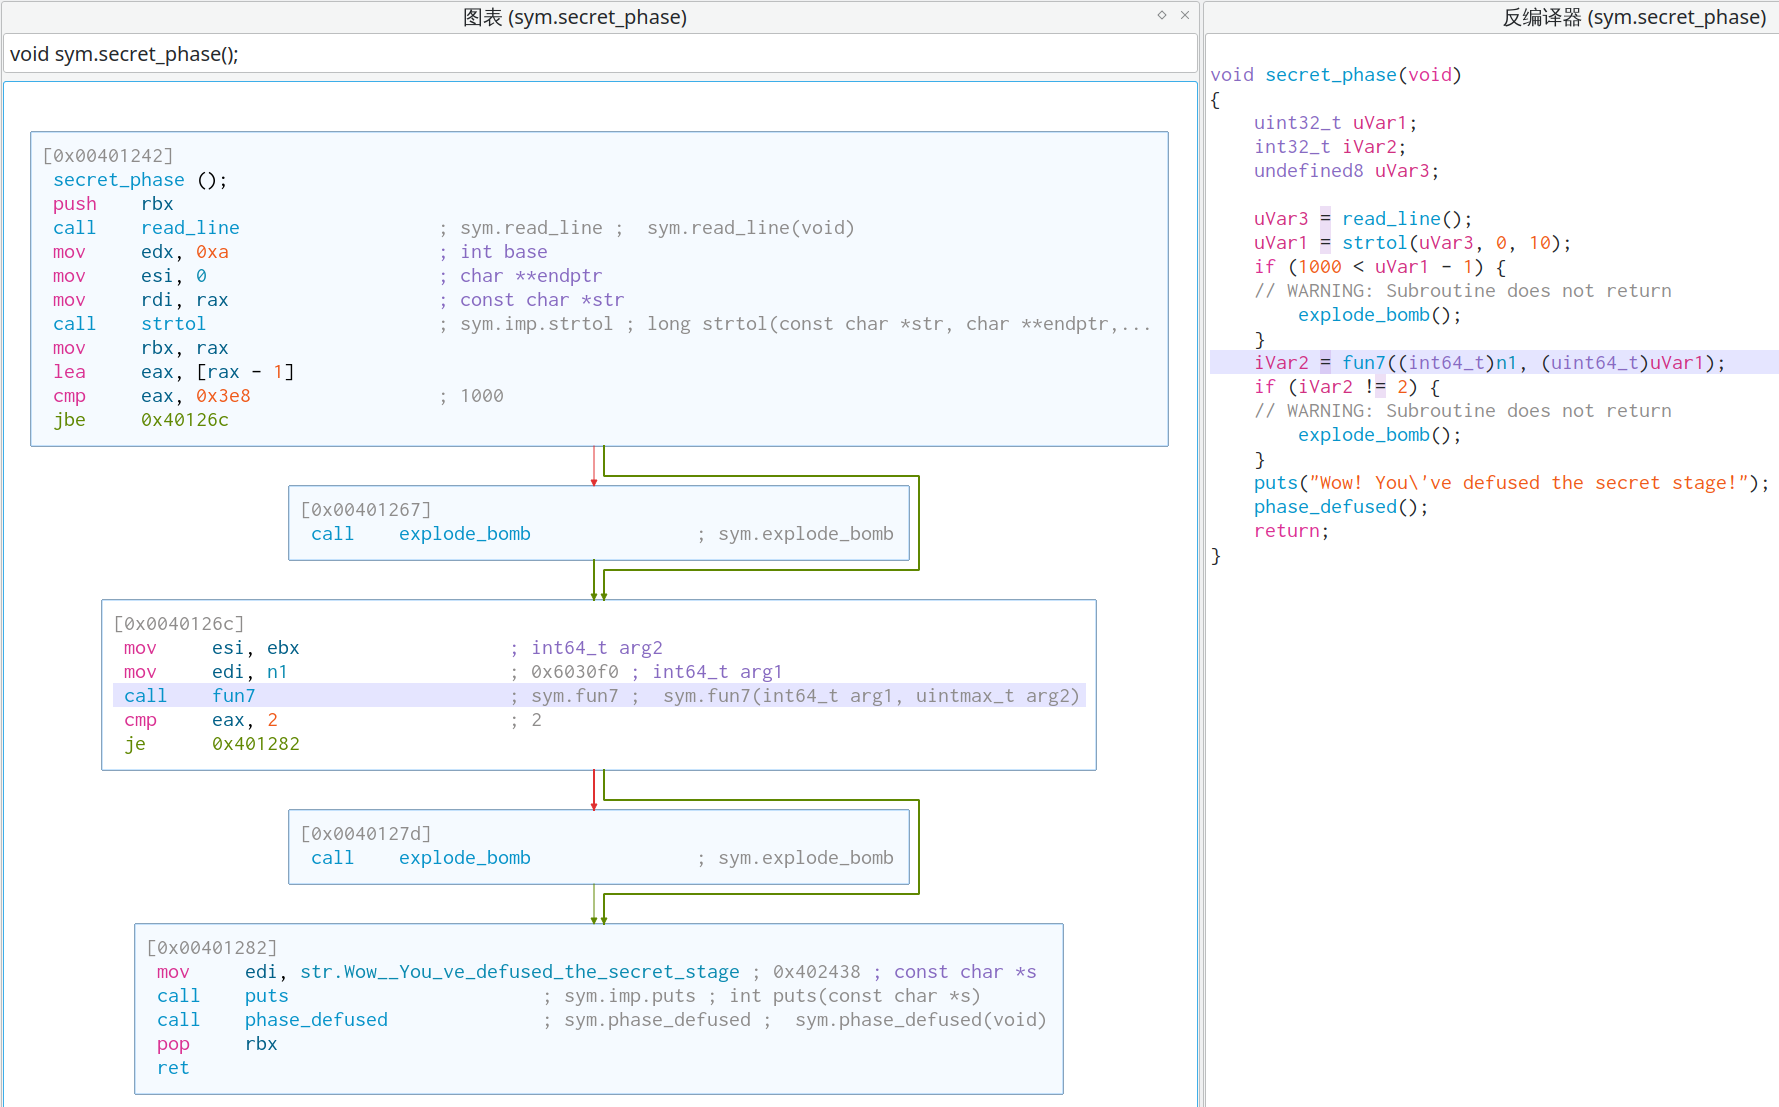 图表 (sym.secret_phase)
void sym.secret_phase();
[0x00401242]
secret_phase ();
push rbx
call read_line ; sym.read_line ; sym.read_line(void)
mov edx, 0xa ; int base
mov esi, 0 ; char **endptr
mov rdi, rax ; const char *str
call strtol ; sym.imp.strtol ; long strtol(const char *str, char **endptr,...
mov rbx, rax
lea eax, [rax - 1]
cmp eax, 0x3e8 ; 1000
jbe 0x40126c
[0x00401267]
call explode_bomb ; sym.explode_bomb
[0x0040126c]
mov esi, ebx ; int64_t arg2
mov edi, n1 ; 0x6030f0 ; int64_t arg1
call fun7 ; sym.fun7 ; sym.fun7(int64_t arg1, uintmax_t arg2)
cmp eax, 2 ; 2
je 0x401282
[0x0040127d]
call explode_bomb ; sym.explode_bomb
[0x00401282]
mov edi, str.Wow__You_ve_defused_the_secret_stage ; 0x402438 ; const char *s
call puts ; sym.imp.puts ; int puts(const char *s)
call phase_defused ; sym.phase_defused ; sym.phase_defused(void)
pop rbx
ret
反编译器 (sym.secret_phase)
void secret_phase(void)
{
uint32_t uVar1;
int32_t iVar2;
undefined8 uVar3;
uVar3 = read_line();
uVar1 = strtol(uVar3, 0, 10);
if (1000 < uVar1 - 1) {
// WARNING: Subroutine does not return
explode_bomb();
}
iVar2 = fun7((int64_t)n1, (uint64_t)uVar1);
if (iVar2 != 2) {
// WARNING: Subroutine does not return
explode_bomb();
}
puts("Wow! You\'ve defused the secret stage!");
phase_defused();
return;
}